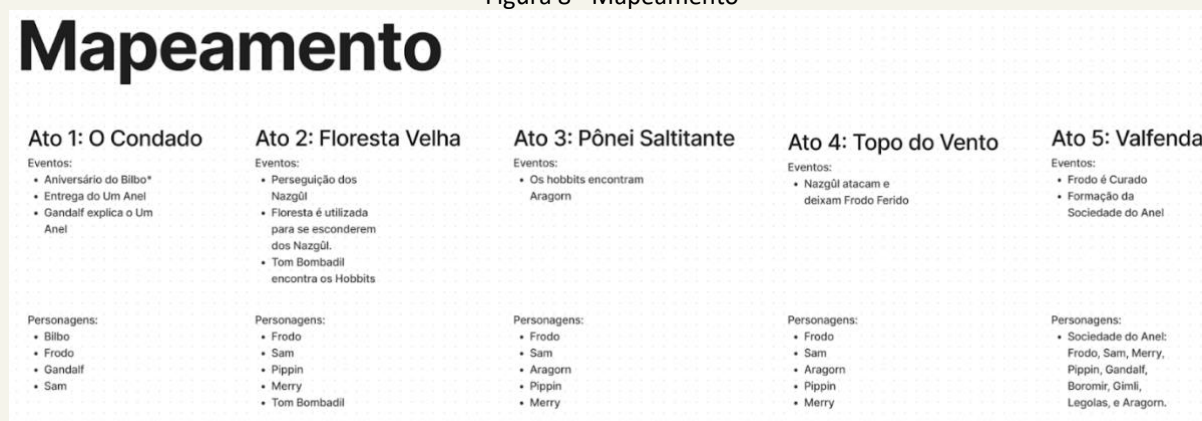 Figura 8 - Mapeamento
Mapeamento
Ato 1: O Condado
Eventos:
• Aniversário do Bilbo*
• Entrega do Um Anel
• Gandalf explica o Um
Anel
Personagens:
• Bilbo
• Frodo
• Gandalf
• Sam
Ato 2: Floresta Velha
Eventos:
• Perseguição dos
Nazgûl
• Floresta é utilizada
para se esconderem
dos Nazgûl.
• Tom Bombadil
encontra os Hobbits
Personagens:
• Frodo
• Sam
• Pippin
• Merry
• Tom Bombadil
Ato 3: Pônei Saltitante
Eventos:
• Os hobbits encontram
Aragorn
Personagens:
• Frodo
• Sam
• Aragorn
• Pippin
• Merry
Ato 4: Topo do Vento
Eventos:
• Nazgûl atacam e
deixam Frodo Ferido
Personagens:
• Frodo
• Sam
• Aragorn
• Pippin
• Merry
Ato 5: Valfenda
Eventos:
• Frodo é Curado
• Formação da
Sociedade do Anel
Personagens:
• Sociedade do Anel:
Frodo, Sam, Merry,
Pippin, Gandalf,
Boromir, Gimli,
Legolas, e Aragorn.